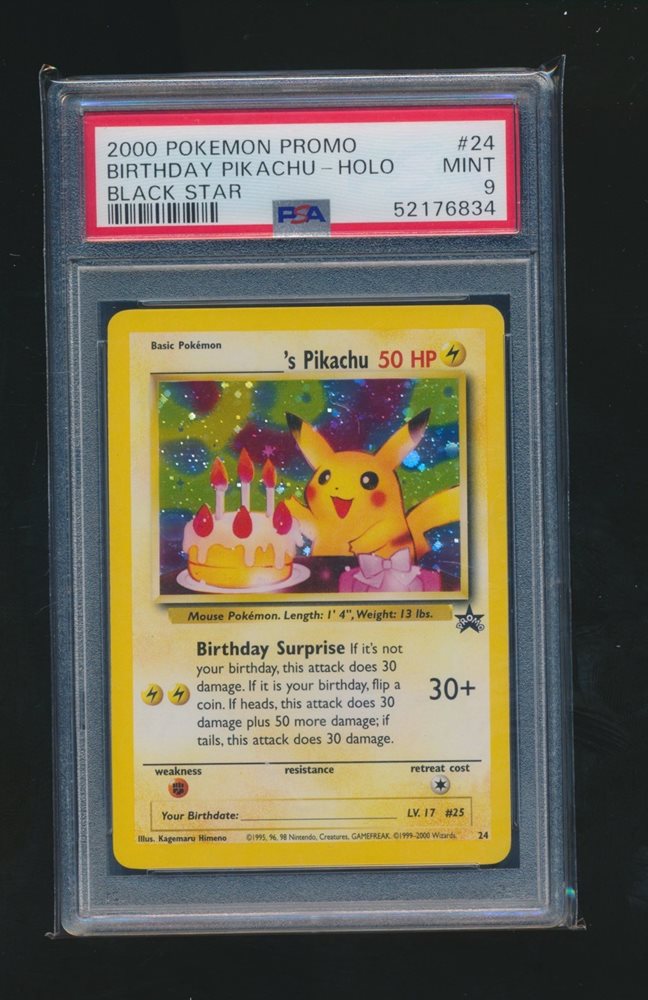 2000 POKEMON PROMO #24
BIRTHDAY PIKACHU - HOLO MINT
BLACK STAR 9
PSA 52176834
Basic Pokémon
's Pikachu 50 HP
Mouse Pokémon. Length: 1' 4", Weight: 13 lbs.
PROMO
Birthday Surprise If it's not
your birthday, this attack does 30
damage. If it is your birthday, flip a
coin. If heads, this attack does 30
damage plus 50 more damage; if
tails, this attack does 30 damage.
30+
weakness resistance retreat cost
Your Birthdate: LV. 17 #25
Illus. Kagemaru Himeno ©1995, 96, 98 Nintendo, Creatures, GAMEFREAK. ©1999-2000 Wizards. 24